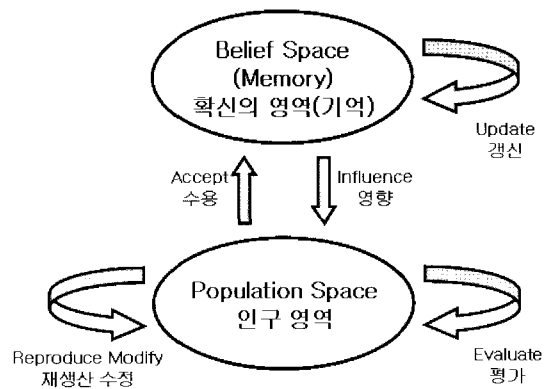 Belief Space
(Memory)
확신의 영역(기억)
Update
갱신
Accept
수용
Influence
영향
Population Space
인구 영역
Reproduce Modify
재생산 수정
Evaluate
평가